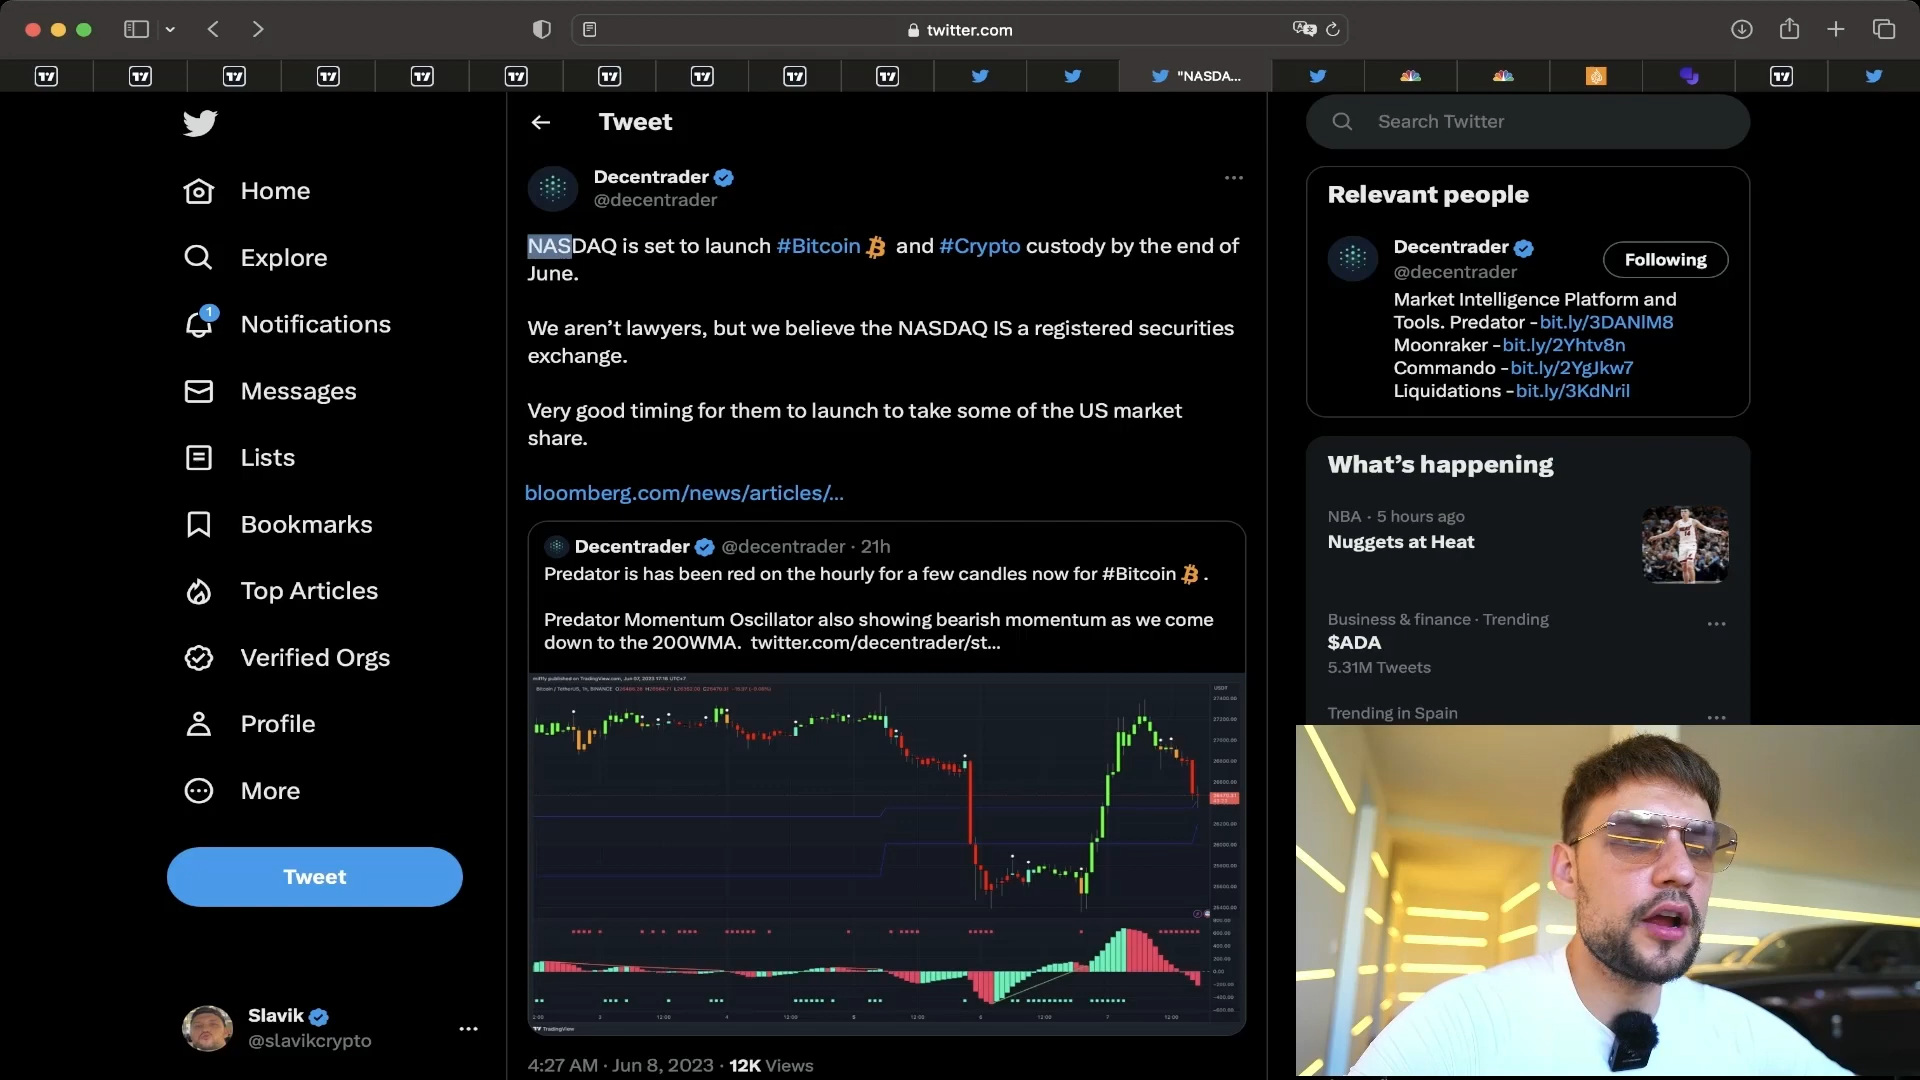 twitter.com
"NASDA...
Tweet
Search Twitter
Home
Explore
1
Notifications
Messages
Lists
Bookmarks
Top Articles
Verified Orgs
Profile
More
Tweet
Slavik
@slavikcrypto
Decentrader
@decentrader
NASDAQ is set to launch #Bitcoin and #Crypto custody by the end of
June.
We aren’t lawyers, but we believe the NASDAQ IS a registered securities
exchange.
Very good timing for them to launch to take some of the US market
share.
bloomberg.com/news/articles/...
Decentrader @decentrader · 21h
Predator is has been red on the hourly for a few candles now for #Bitcoin .
Predator Momentum Oscillator also showing bearish momentum as we come
down to the 200WMA. twitter.com/decentrader/st...
TradingView
4:27 AM · Jun 8, 2023 · 12K Views
Relevant people
Decentrader
@decentrader
Following
Market Intelligence Platform and
Tools. Predator -bit.ly/3DANlM8
Moonraker -bit.ly/2Yhtv8n
Commando -bit.ly/2YgJkw7
Liquidations -bit.ly/3KdNril
What’s happening
NBA · 5 hours ago
Nuggets at Heat
Business & finance · Trending
$ADA
5.31M Tweets
Trending in Spain